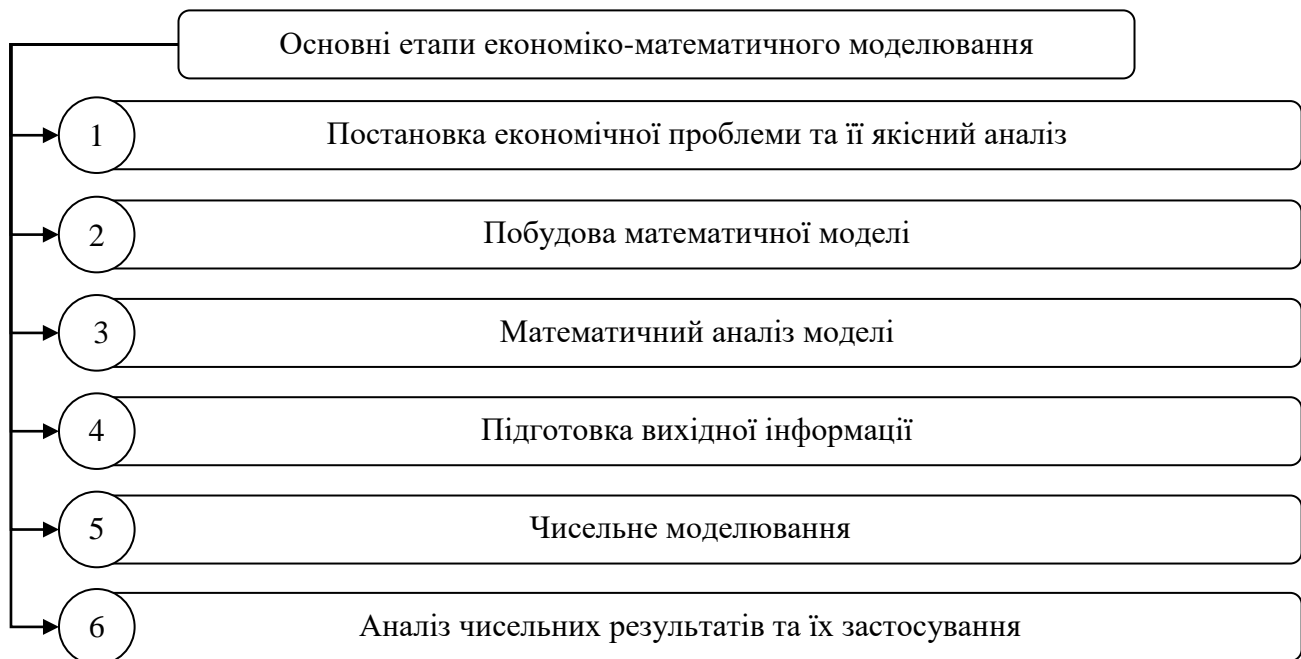 Основні етапи економіко-математичного моделювання
1 Постановка економічної проблеми та її якісний аналіз
2 Побудова математичної моделі
3 Математичний аналіз моделі
4 Підготовка вихідної інформації
5 Чисельне моделювання
6 Аналіз чисельних результатів та їх застосування